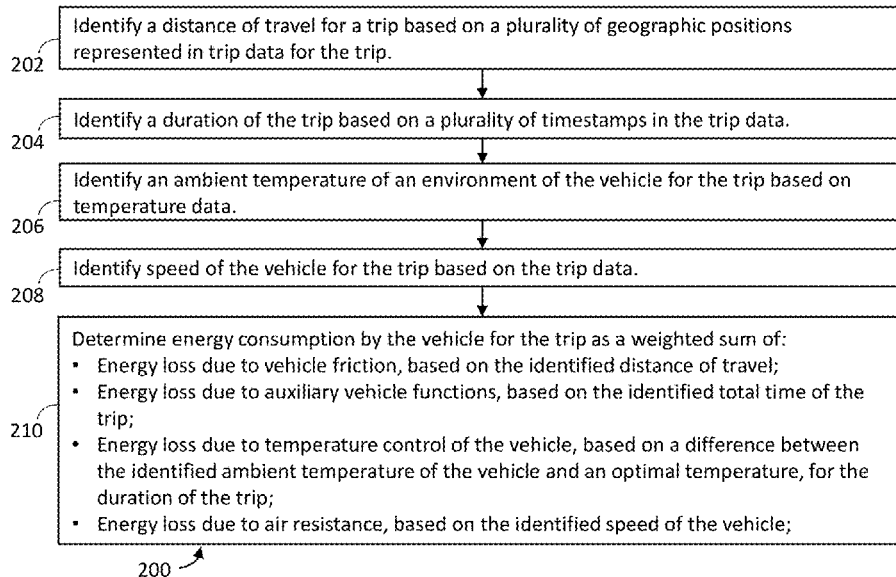 Identify a distance of travel for a trip based on a plurality of geographic positions
represented in trip data for the trip.
202
Identify a duration of the trip based on a plurality of timestamps in the trip data.
204
Identify an ambient temperature of an environment of the vehicle for the trip based on
temperature data.
206
Identify speed of the vehicle for the trip based on the trip data.
208
Determine energy consumption by the vehicle for the trip as a weighted sum of:
• Energy loss due to vehicle friction, based on the identified distance of travel;
• Energy loss due to auxiliary vehicle functions, based on the identified total time of the
trip;
• Energy loss due to temperature control of the vehicle, based on a difference between
the identified ambient temperature of the vehicle and an optimal temperature, for the
duration of the trip;
• Energy loss due to air resistance, based on the identified speed of the vehicle;
210
200